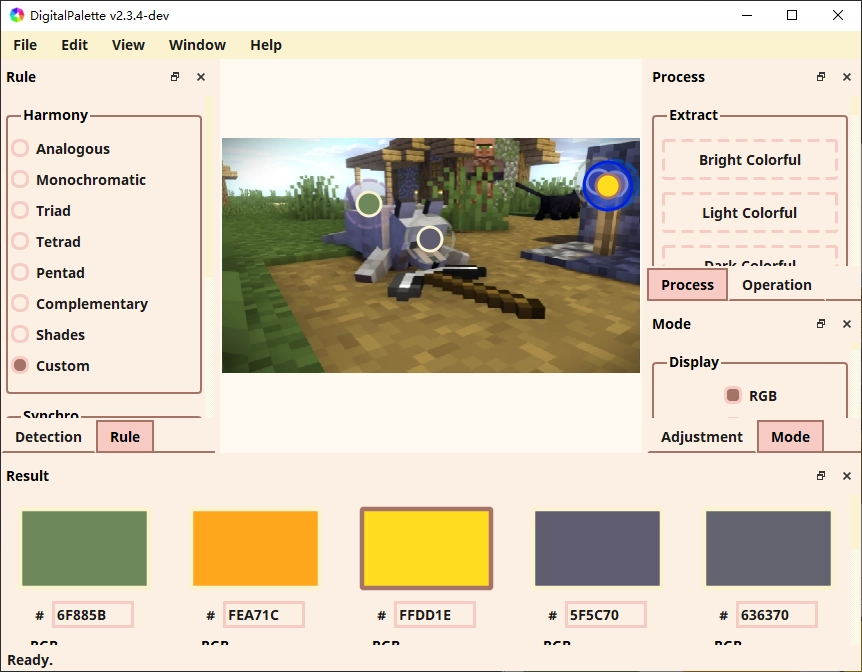 DigitalPalette v2.3.4-dev
File Edit View Window Help
Rule
Harmony
Analogous
Monochromatic
Triad
Tetrad
Pentad
Complementary
Shades
Custom
Synchro
Detection Rule
Process
Extract
Bright Colorful
Light Colorful
Dark Colorful
Process Operation
Mode
Display
RGB
Adjustment Mode
Result
# 6F885B # FEA71C # FFDD1E # 5F5C70 # 636370
RGB RGB RGB RGB RGB
Ready.